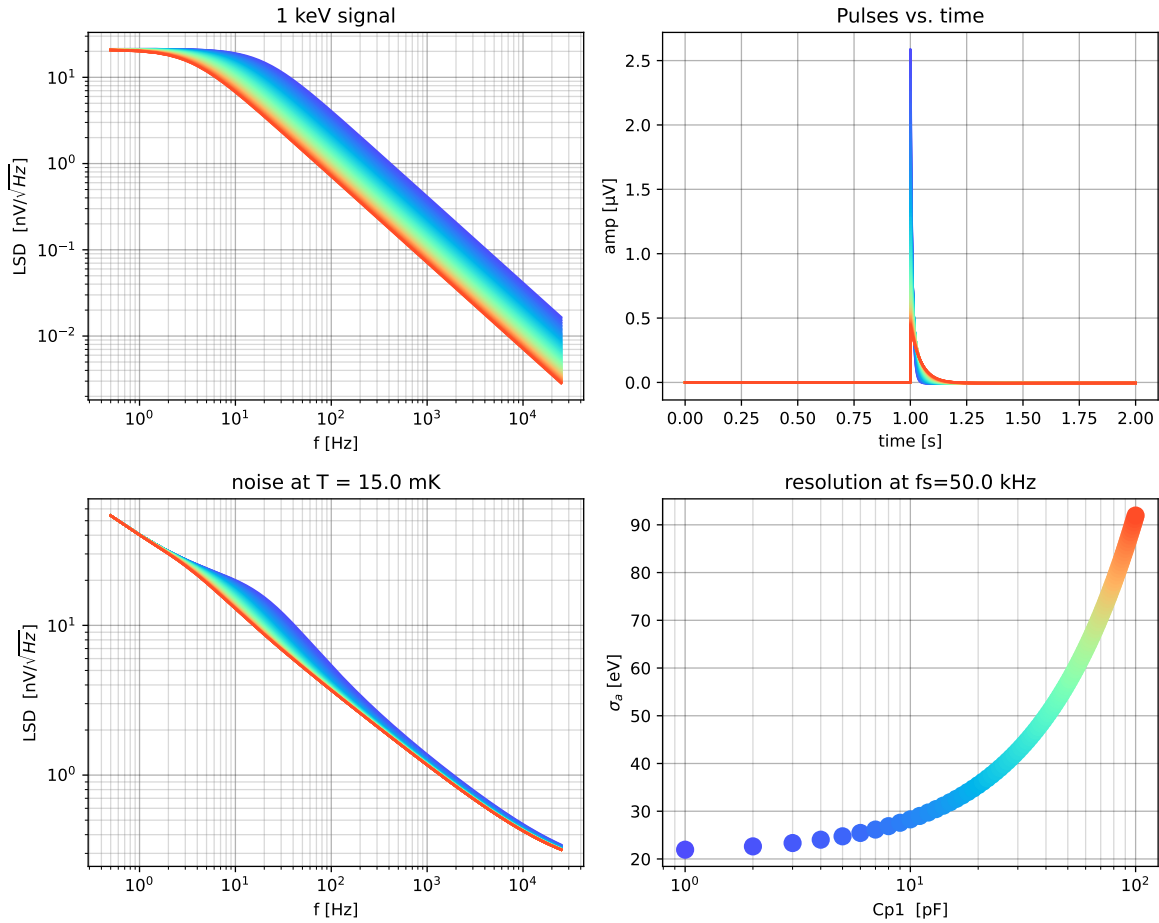 1 keV signal
LSD [nV/√Hz]
10¹
10⁰
10⁻¹
10⁻²
10⁰ 10¹ 10² 10³ 10⁴
f [Hz]
Pulses vs. time
amp [µV]
2.5
2.0
1.5
1.0
0.5
0.0
0.00 0.25 0.50 0.75 1.00 1.25 1.50 1.75 2.00
time [s]
noise at T = 15.0 mK
LSD [nV/√Hz]
10¹
10⁰
10⁰ 10¹ 10² 10³ 10⁴
f [Hz]
resolution at fs=50.0 kHz
σₐ [eV]
90
80
70
60
50
40
30
20
10⁰ 10¹ 10²
Cp1 [pF]